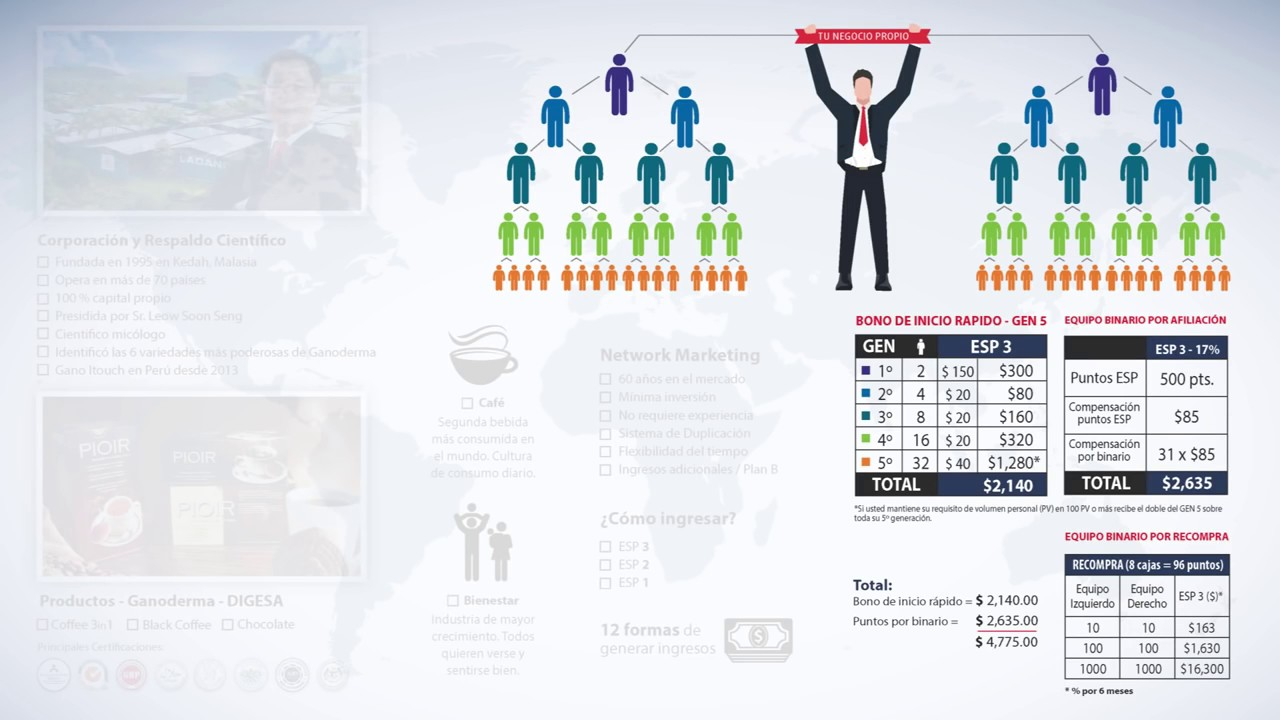 TU NEGOCIO PROPIO
Corporación y Respaldo Científico
Fundada en 1995 en Kedah, Malasia
Opera en más de 70 países
100 % capital propio
Presidida por Sr. Leow Soon Seng
Científico micólogo
Identificó las 6 variedades más poderosas de Ganoderma
Gano Itouch en Perú desde 2013
PIOIR
PIOIR
PIOIR
Productos - Ganoderma - DIGESA
Coffee 3in1 Black Coffee Chocolate
Principales Certificaciones:
Café
Segunda bebida
más consumida en
el mundo. Cultura
de consumo diario.
Bienestar
Industria de mayor
crecimiento. Todos
quieren verse y
sentirse bien.
Network Marketing
60 años en el mercado
Mínima inversión
No requiere experiencia
Sistema de Duplicación
Flexibilidad del tiempo
Ingresos adicionales / Plan B
¿Cómo ingresar?
ESP 3
ESP 2
ESP 1
12 formas de
generar ingresos
BONO DE INICIO RAPIDO - GEN 5
GEN ESP 3
1º 2 $ 150 $300
2º 4 $ 20 $80
3º 8 $ 20 $160
4º 16 $ 20 $320
5º 32 $ 40 $1,280*
TOTAL $2,140
*Si usted mantiene su requisito de volumen personal (PV) en 100 PV o más recibe el doble del GEN 5 sobre
toda su 5º generación.
EQUIPO BINARIO POR AFILIACIÓN
ESP 3 - 17%
Puntos ESP 500 pts.
Compensación
puntos ESP $85
Compensación
por binario 31 x $85
TOTAL $2,635
Total:
Bono de inicio rápido = $ 2,140.00
Puntos por binario = $ 2,635.00
$ 4,775.00
EQUIPO BINARIO POR RECOMPRA
RECOMPRA (8 cajas = 96 puntos)
Equipo
Izquierdo Equipo
Derecho ESP 3 ($)*
10 10 $163
100 100 $1,630
1000 1000 $16,300
* % por 6 meses